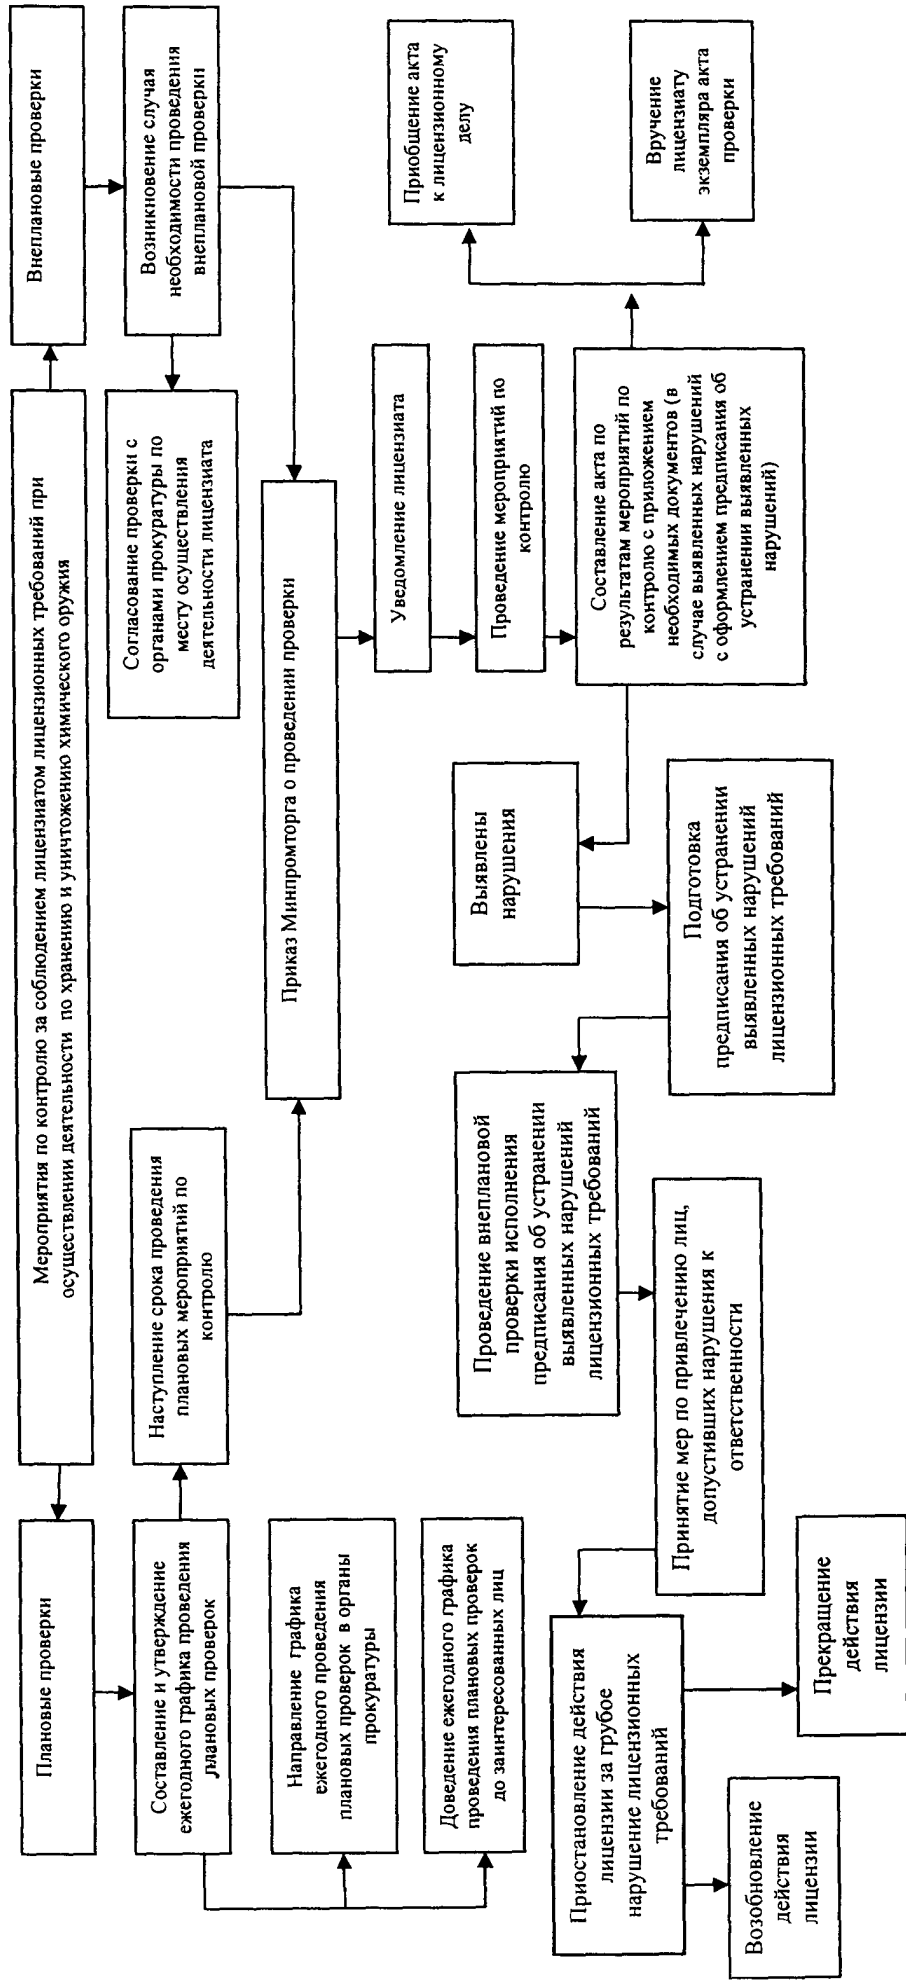 Мероприятия по контролю за соблюдением лицензиатом лицензионных требований при
осуществлении деятельности по хранению и уничтожению химического оружия
Плановые проверки
Внеплановые проверки
Составление и утверждение
ежегодного графика проведения
плановых проверок
Наступление срока проведения
плановых мероприятий по
контролю
Согласование проверки с
органами прокуратуры по
месту осуществления
деятельности лицензиата
Возникновение случая
необходимости проведения
внеплановой проверки
Направление графика
ежегодного проведения
плановых проверок в органы
прокуратуры
Приказ Минпромторга о проведении проверки
Доведение ежегодного графика
проведения плановых проверок
до заинтересованных лиц
Уведомление лицензиата
Проведение мероприятий по
контролю
Приобщение акта
к лицензионному
делу
Составление акта по
результатам мероприятий по
контролю с приложением
необходимых документов (в
случае выявленных нарушений
с оформлением предписания об
устранении выявленных
нарушений)
Вручение
лицензиату
экземпляра акта
проверки
Выявлены
нарушения
Подготовка
предписания об устранении
выявленных нарушений
лицензионных требований
Проведение внеплановой
проверки исполнения
предписания об устранении
выявленных нарушений
лицензионных требований
Принятие мер по привлечению лиц,
допустивших нарушения к
ответственности
Приостановление действия
лицензии за грубое
нарушение лицензионных
требований
Возобновление
действия
лицензии
Прекращение
действия
лицензии